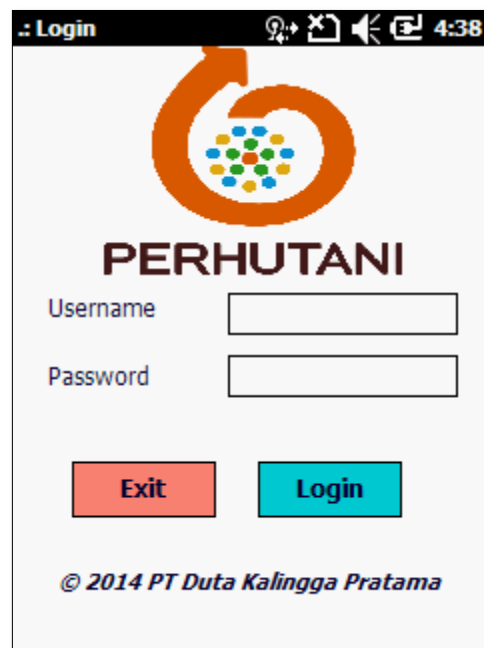 .: Login 4:38
PERHUTANI
Username
Password
Exit Login
© 2014 PT Duta Kalingga Pratama